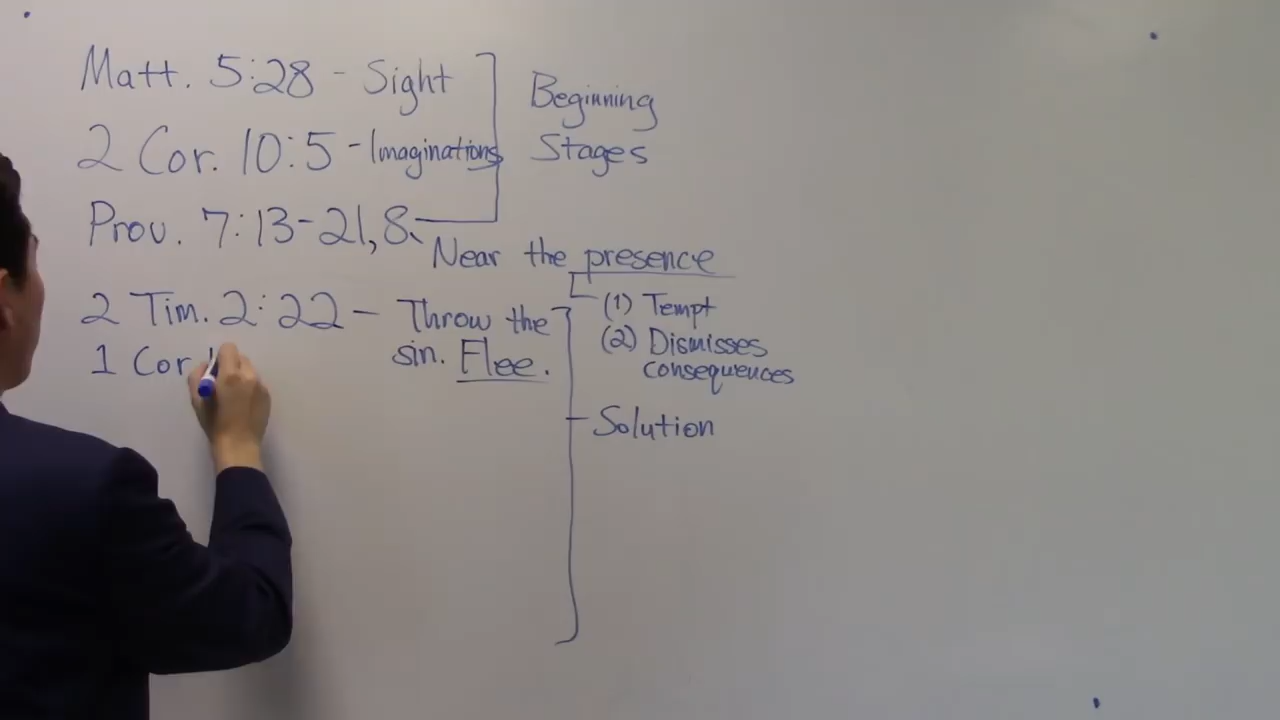 Matt. 5:28 - Sight
2 Cor. 10:5 - Imaginations
Beginning
Stages
Prov. 7:13-21, 8
Near the presence
(1) Tempt
(2) Dismisses
consequences
2 Tim. 2:22 - Throw the
sin. Flee.
1 Cor
Solution